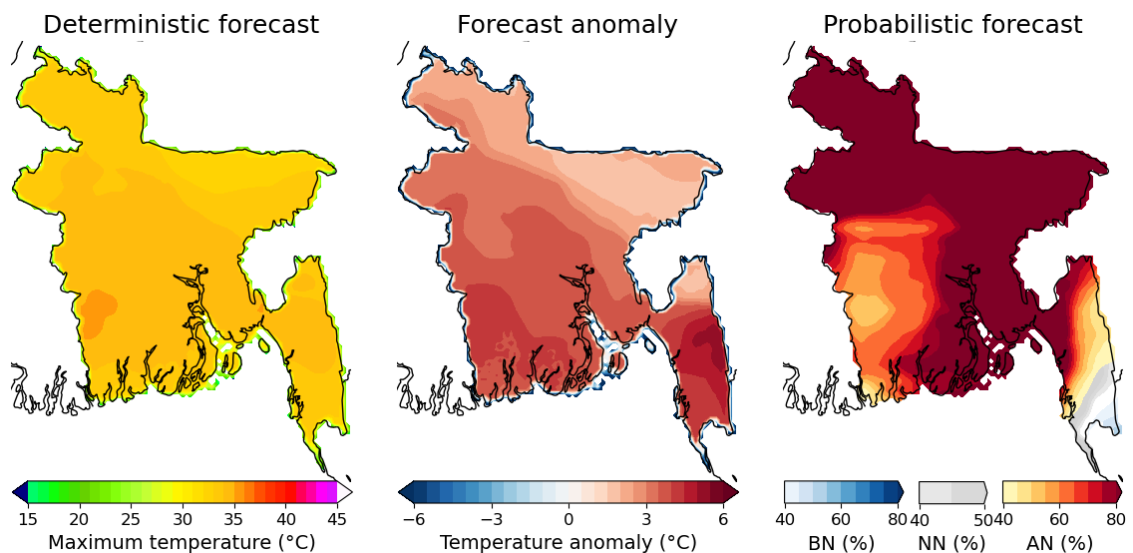 Deterministic forecast
Forecast anomaly
Probabilistic forecast
15 20 25 30 35 40 45
Maximum temperature (°C)
−6 −3 0 3 6
Temperature anomaly (°C)
40 60 80
BN (%)
40 50
NN (%)
40 60 80
AN (%)